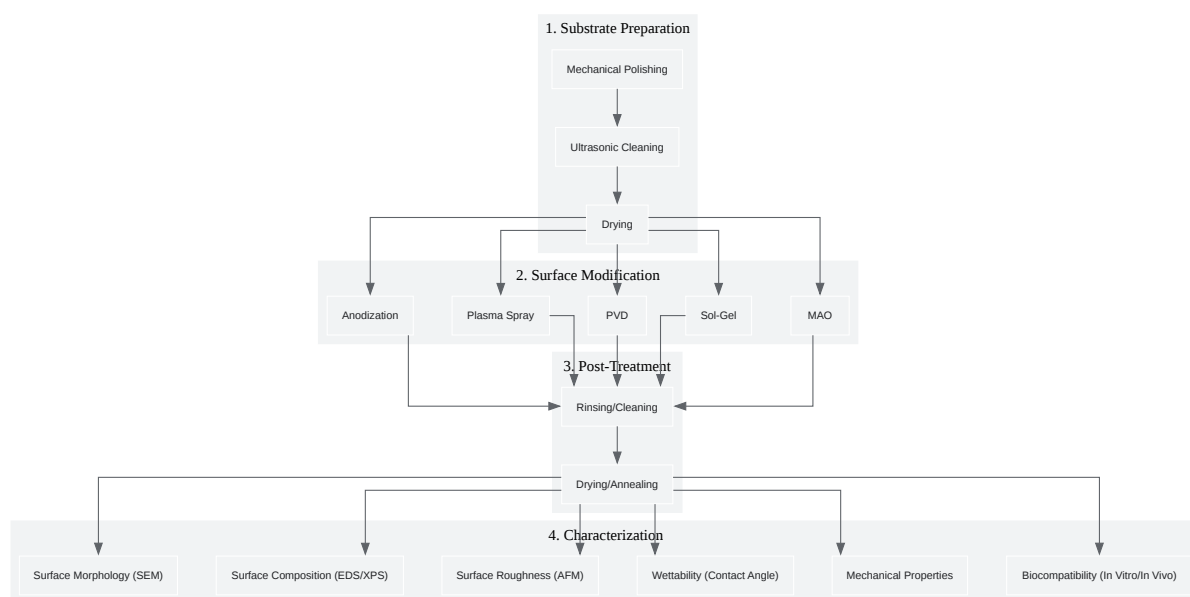 1. Substrate Preparation
Mechanical Polishing
Ultrasonic Cleaning
Drying
2. Surface Modification
Anodization
Plasma Spray
PVD
Sol-Gel
MAO
3. Post-Treatment
Rinsing/Cleaning
Drying/Annealing
4. Characterization
Surface Morphology (SEM)
Surface Composition (EDS/XPS)
Surface Roughness (AFM)
Wettability (Contact Angle)
Mechanical Properties
Biocompatibility (In Vitro/In Vivo)